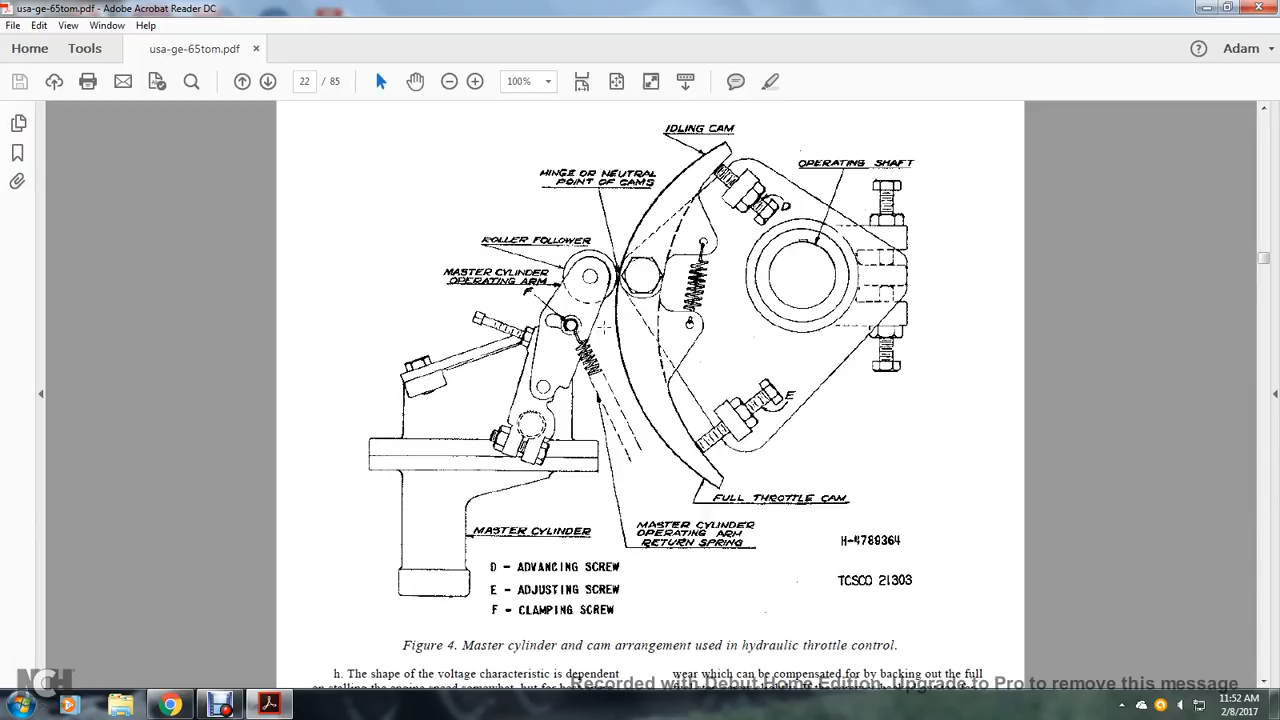 usa-ge-65tom.pdf - Adobe Acrobat Reader DC
File Edit View Window Help
Home Tools usa-ge-65tom.pdf × Adam
22 / 85 100%
IDLING CAM
OPERATING SHAFT
HINGE OR NEUTRAL
POINT OF CAMS
D
ROLLER FOLLOWER
MASTER CYLINDER
OPERATING ARM
F
E
FULL THROTTLE CAM
MASTER CYLINDER
MASTER CYLINDER
OPERATING ARM
RETURN SPRING
H-4789364
TCSCO 21303
D - ADVANCING SCREW
E - ADJUSTING SCREW
F - CLAMPING SCREW
Figure 4. Master cylinder and cam arrangement used in hydraulic throttle control.
h. The shape of the voltage characteristic is dependent
wear which can be compensated for by backing out the full
NCH
Recorded with Debut Home Edition. Upgrade to Pro to remove this message
11:52 AM
2/8/2017